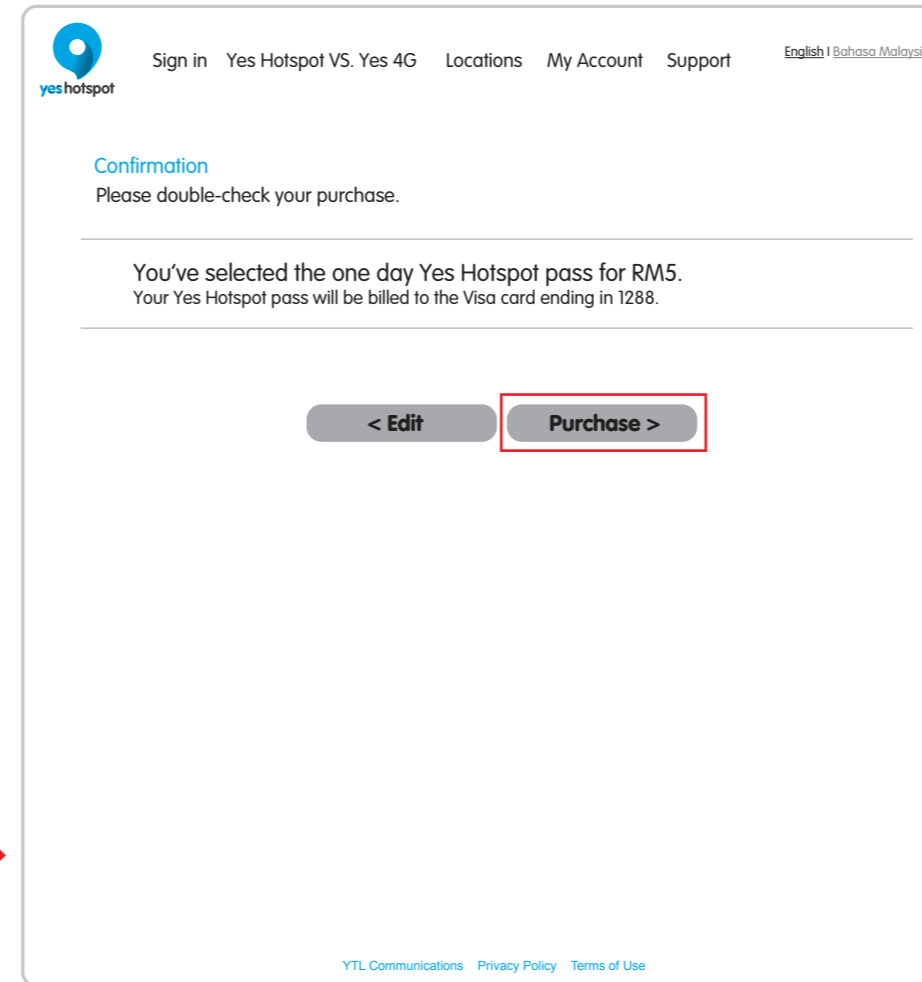 Sign in Yes Hotspot VS. Yes 4G Locations My Account Support English | Bahasa Malaysi
yes hotspot
Confirmation
Please double-check your purchase.
You've selected the one day Yes Hotspot pass for RM5.
Your Yes Hotspot pass will be billed to the Visa card ending in 1288.
< Edit Purchase >
YTL Communications Privacy Policy Terms of Use